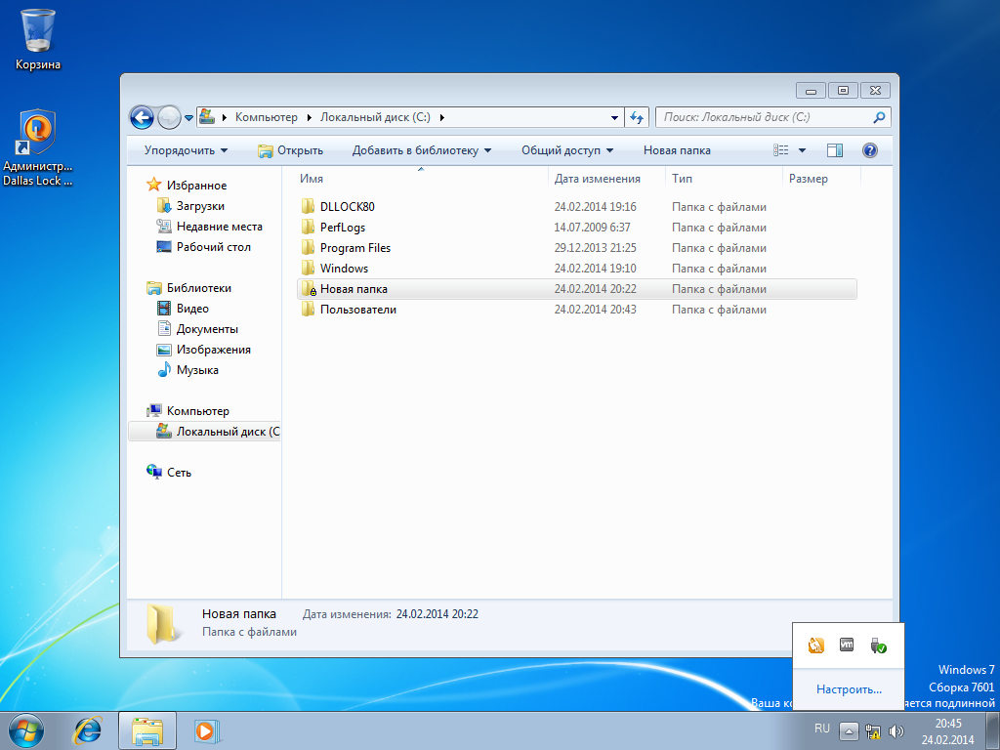 Корзина
Администр...
Dallas Lock ...
Компьютер
Локальный диск (C:)
Поиск: Локальный диск (C:)
Упорядочить
Открыть
Добавить в библиотеку
Общий доступ
Новая папка
Имя
Дата изменения
Тип
Размер
Избранное
Загрузки
Недавние места
Рабочий стол
Библиотеки
Видео
Документы
Изображения
Музыка
Компьютер
Локальный диск (C
Сеть
DLLOCK80 24.02.2014 19:16 Папка с файлами
PerfLogs 14.07.2009 6:37 Папка с файлами
Program Files 29.12.2013 21:25 Папка с файлами
Windows 24.02.2014 19:10 Папка с файлами
Новая папка 24.02.2014 20:22 Папка с файлами
Пользователи 24.02.2014 20:43 Папка с файлами
Новая папка Дата изменения: 24.02.2014 20:22
Папка с файлами
vm
Настроить...
Windows 7
Сборка 7601
Ваша ко яется подлинной
RU
20:45
24.02.2014